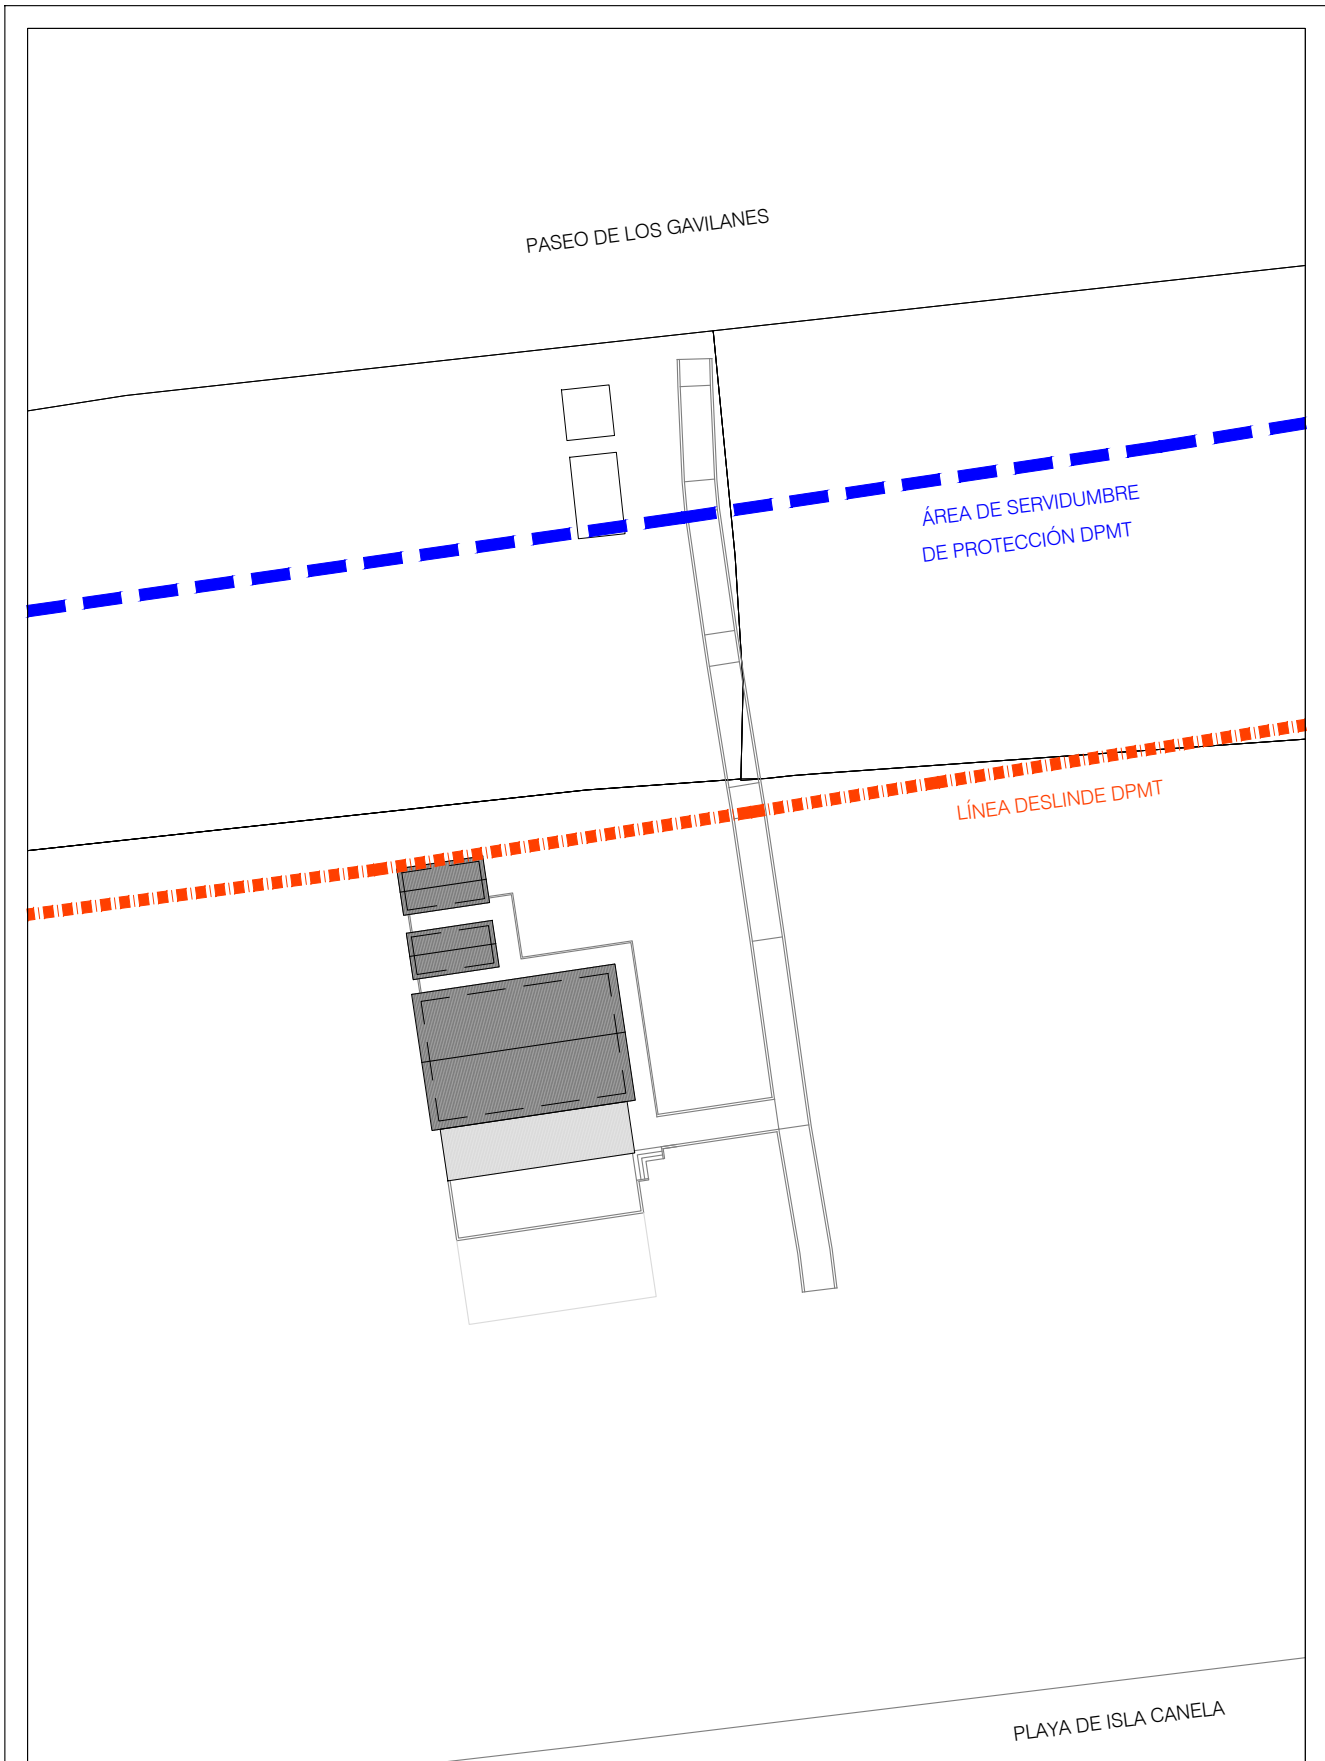 PASEO DE LOS GAVILANES
ÁREA DE SERVIDUMBRE
DE PROTECCIÓN DPMT
LÍNEA DESLINDE DPMT
PLAYA DE ISLA CANELA